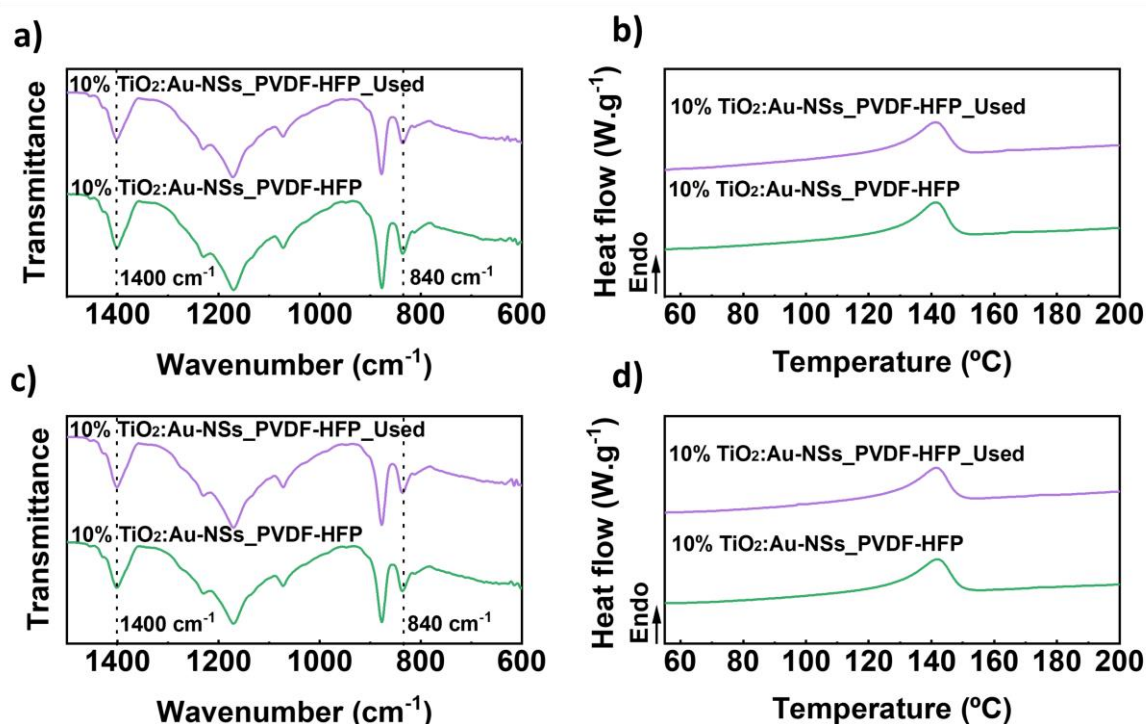 a)
10% TiO₂:Au-NSs_PVDF-HFP_Used
10% TiO₂:Au-NSs_PVDF-HFP
1400 cm⁻¹
840 cm⁻¹
Transmittance
1400 1200 1000 800 600
Wavenumber (cm⁻¹)
b)
10% TiO₂:Au-NSs_PVDF-HFP_Used
10% TiO₂:Au-NSs_PVDF-HFP
Heat flow (W.g⁻¹)
Endo
60 80 100 120 140 160 180 200
Temperature (ºC)
c)
10% TiO₂:Au-NSs_PVDF-HFP_Used
10% TiO₂:Au-NSs_PVDF-HFP
1400 cm⁻¹
840 cm⁻¹
Transmittance
1400 1200 1000 800 600
Wavenumber (cm⁻¹)
d)
10% TiO₂:Au-NSs_PVDF-HFP_Used
10% TiO₂:Au-NSs_PVDF-HFP
Heat flow (W.g⁻¹)
Endo
60 80 100 120 140 160 180 200
Temperature (ºC)